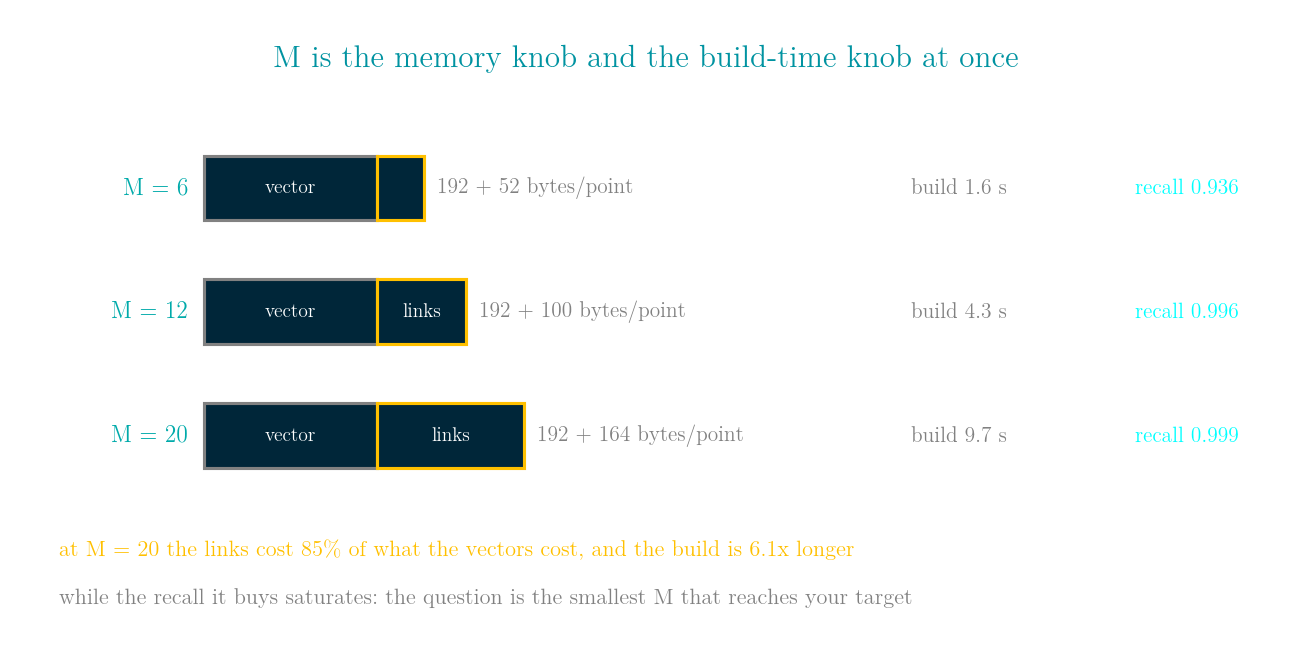 M is the memory knob and the build-time knob at once
M = 6 vector 192 + 52 bytes/point build 1.6 s recall 0.936
M = 12 vector links 192 + 100 bytes/point build 4.3 s recall 0.996
M = 20 vector links 192 + 164 bytes/point build 9.7 s recall 0.999
at M = 20 the links cost 85% of what the vectors cost, and the build is 6.1x longer
while the recall it buys saturates: the question is the smallest M that reaches your target